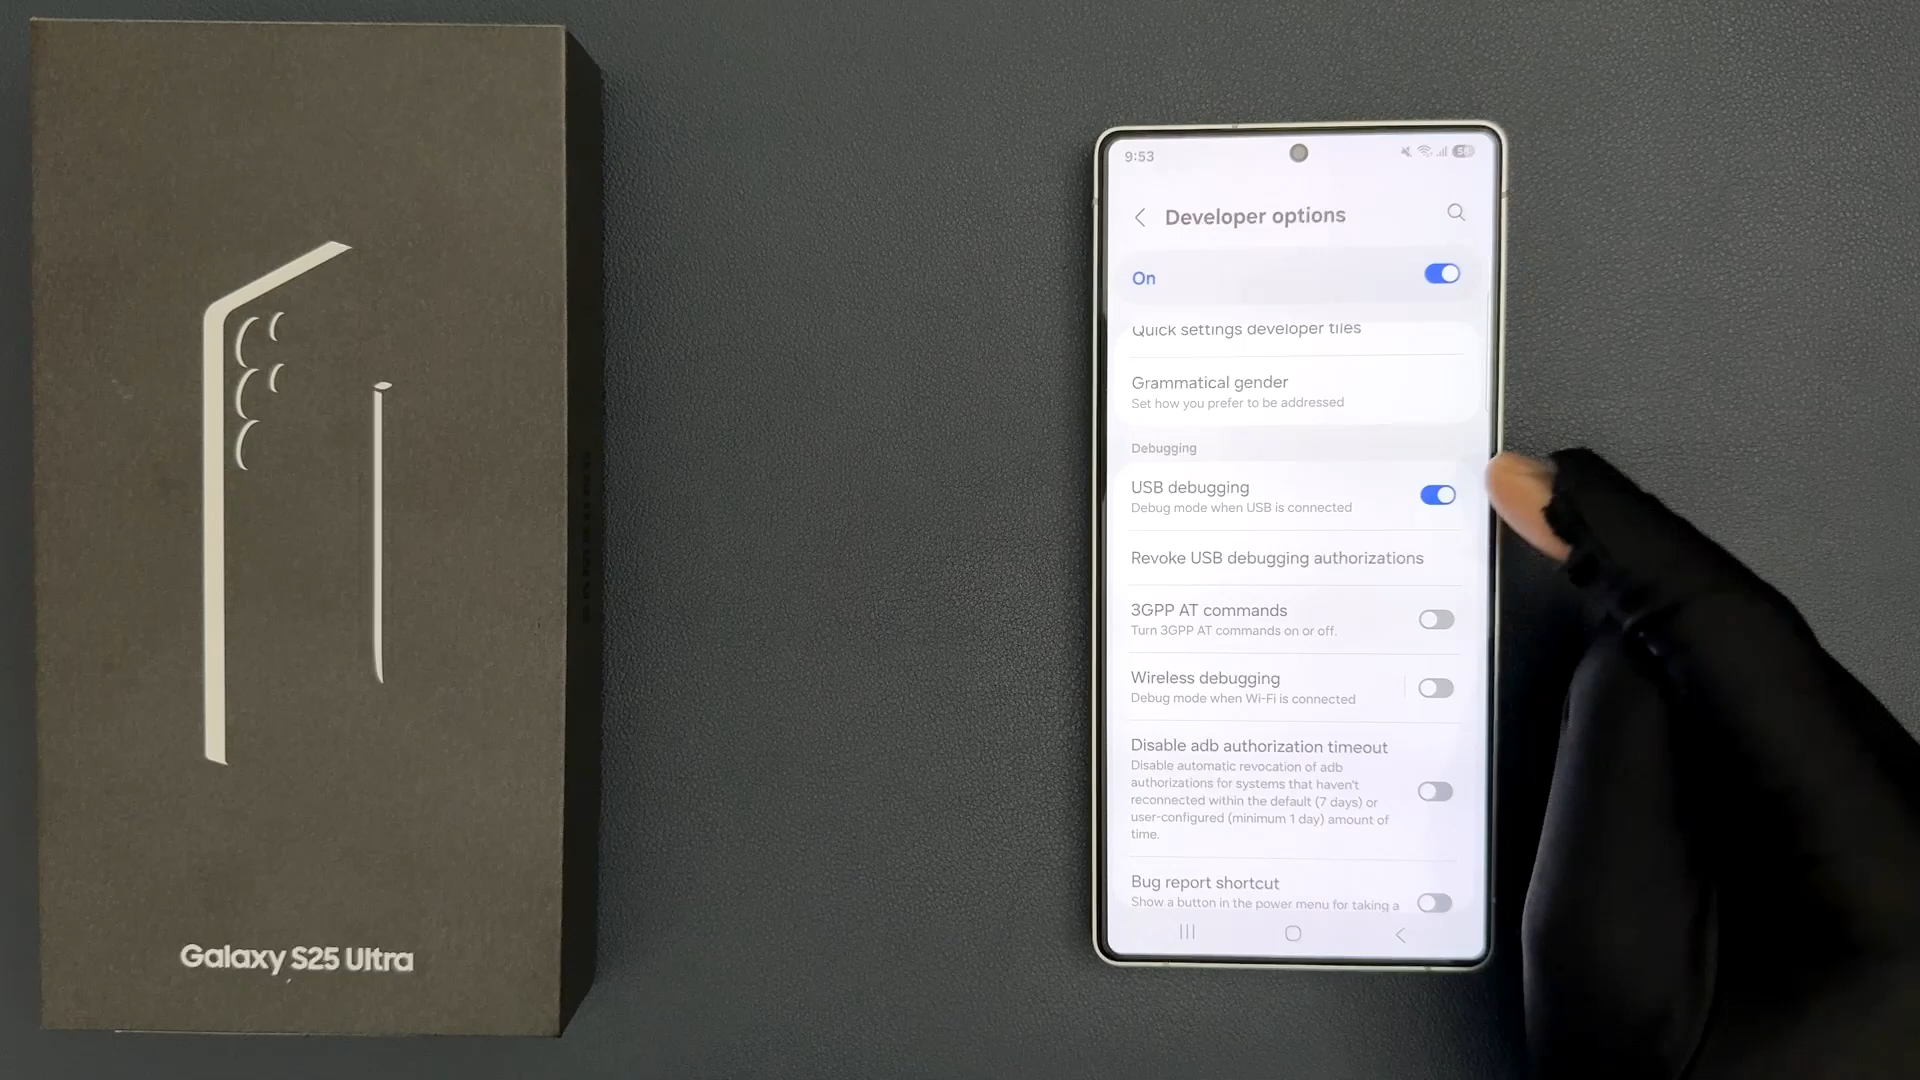 9:53
Developer options
On
Quick settings developer tiles
Grammatical gender
Set how you prefer to be addressed
Debugging
USB debugging
Debug mode when USB is connected
Revoke USB debugging authorizations
3GPP AT commands
Turn 3GPP AT commands on or off.
Wireless debugging
Debug mode when Wi-Fi is connected
Disable adb authorization timeout
Disable automatic revocation of adb
authorizations for systems that haven't
reconnected within the default (7 days) or
user-configured (minimum 1 day) amount of
time.
Bug report shortcut
Show a button in the power menu for taking a
Galaxy S25 Ultra